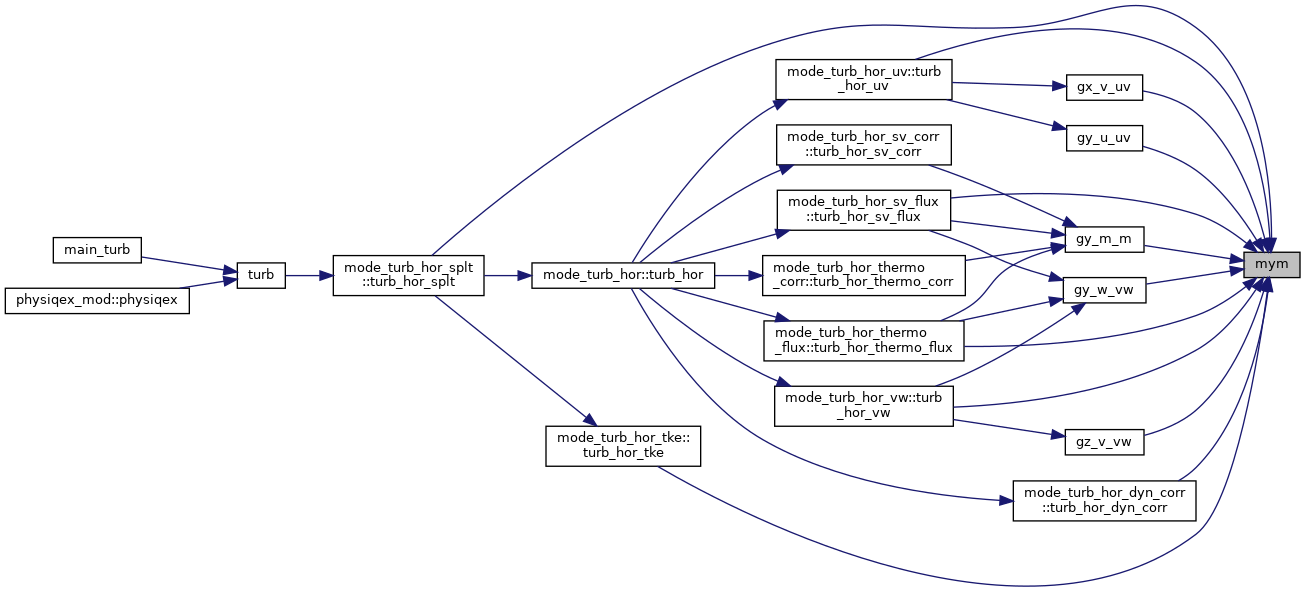 mode_turb_hor_uv::turb
_hor_uv
gx_v_uv
gy_u_uv
mode_turb_hor_sv_corr
::turb_hor_sv_corr
mode_turb_hor_sv_flux
::turb_hor_sv_flux
gy_m_m
main_turb
turb
mode_turb_hor_splt
::turb_hor_splt
mode_turb_hor::turb_hor
mode_turb_hor_thermo
_corr::turb_hor_thermo_corr
mym
gy_w_vw
physiqex_mod::physiqex
mode_turb_hor_thermo
_flux::turb_hor_thermo_flux
mode_turb_hor_vw::turb
_hor_vw
gz_v_vw
mode_turb_hor_tke::
turb_hor_tke
mode_turb_hor_dyn_corr
::turb_hor_dyn_corr